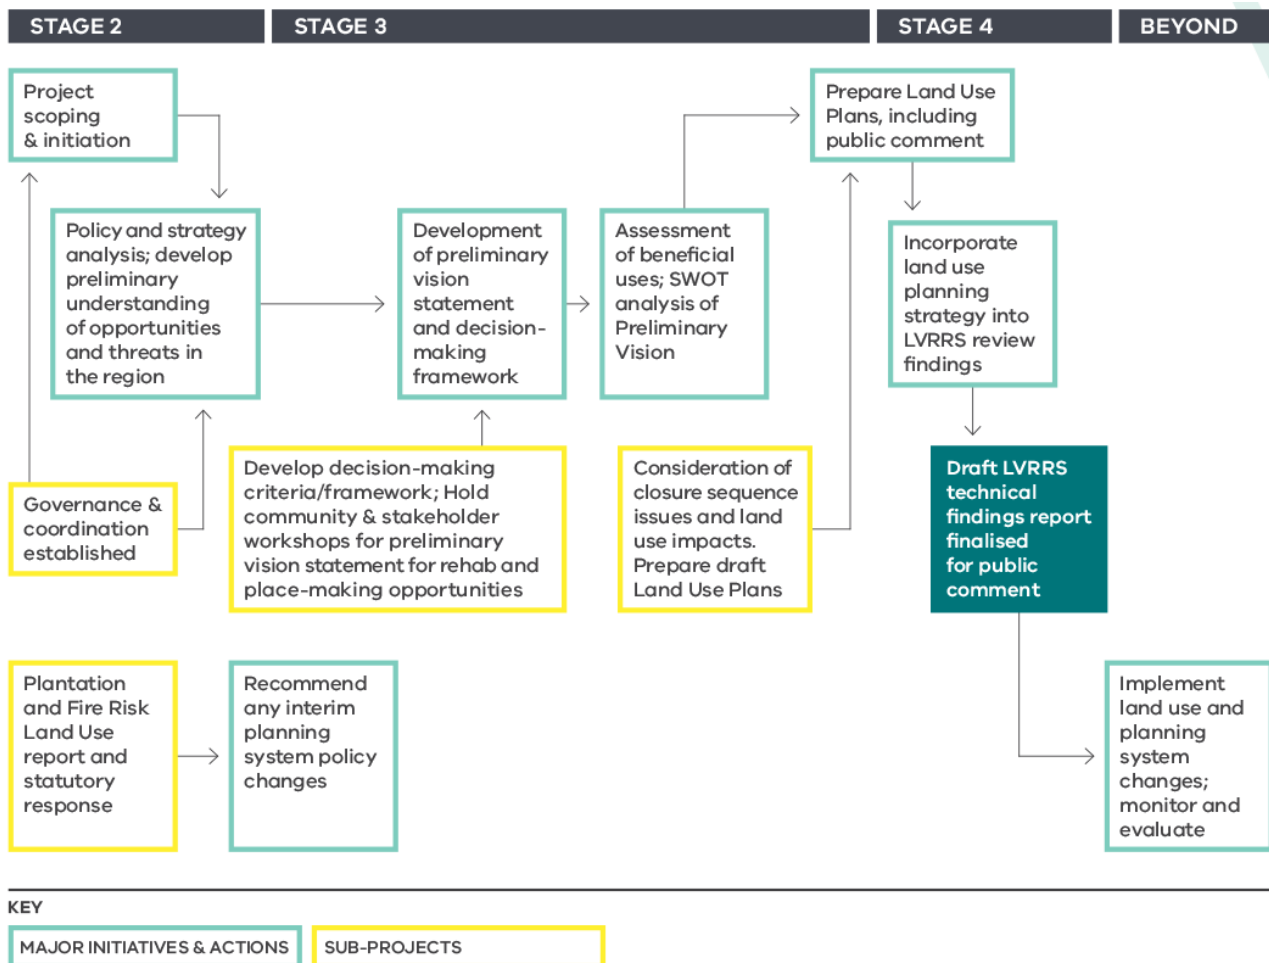 STAGE 2
STAGE 3
STAGE 4
BEYOND
Project
scoping
& initiation
Prepare Land Use
Plans, including
public comment
Policy and strategy
analysis; develop
preliminary
understanding
of opportunities
and threats in
the region
Development
of preliminary
vision
statement
and decision-
making
framework
Assessment
of beneficial
uses; SWOT
analysis of
Preliminary
Vision
Incorporate
land use
planning
strategy into
LVRRS review
findings
Governance &
coordination
established
Develop decision-making
criteria/framework; Hold
community & stakeholder
workshops for preliminary
vision statement for rehab and
place-making opportunities
Consideration of
closure sequence
issues and land
use impacts.
Prepare draft
Land Use Plans
Draft LVRRS
technical
findings report
finalised
for public
comment
Plantation
and Fire Risk
Land Use
report and
statutory
response
Recommend
any interim
planning
system policy
changes
Implement
land use and
planning
system
changes;
monitor and
evaluate
KEY
MAJOR INITIATIVES & ACTIONS
SUB-PROJECTS